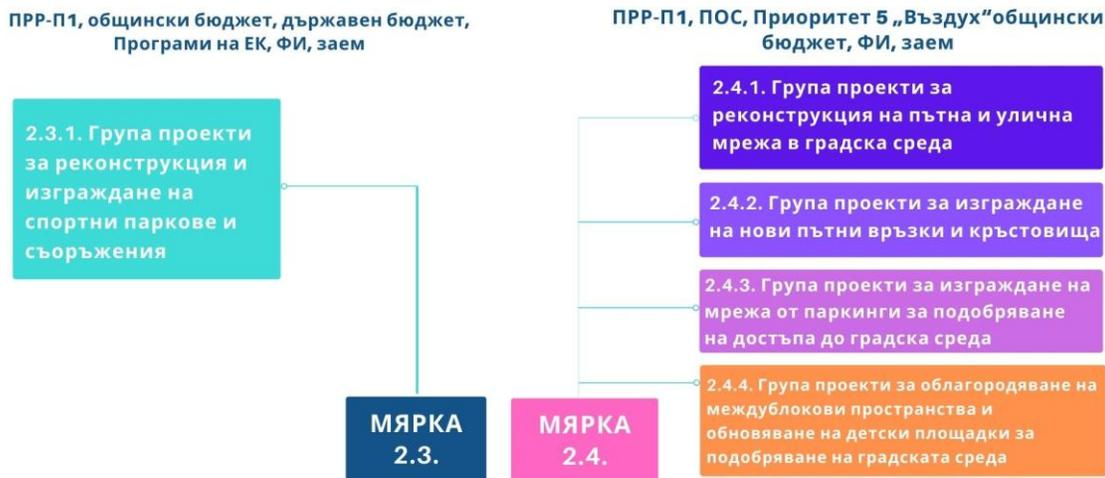 ПРР-П1, общински бюджет, държавен бюджет,
Програми на ЕК, ФИ, заем
2.3.1. Група проекти
за реконструкция и
изграждане на
спортни паркове и
съоръжения
МЯРКА
2.3.
ПРР-П1, ПОС, Приоритет 5 „Въздух“общински
бюджет, ФИ, заем
2.4.1. Група проекти за
реконструкция на пътна и улична
мрежа в градска среда
2.4.2. Група проекти за изграждане
на нови пътни връзки и кръстовища
2.4.3. Група проекти за изграждане на
мрежа от паркинги за подобряване
на достъпа до градска среда
2.4.4. Група проекти за облагородяване на
междублокови пространства и
обновяване на детски площадки за
подобряване на градската среда
МЯРКА
2.4.